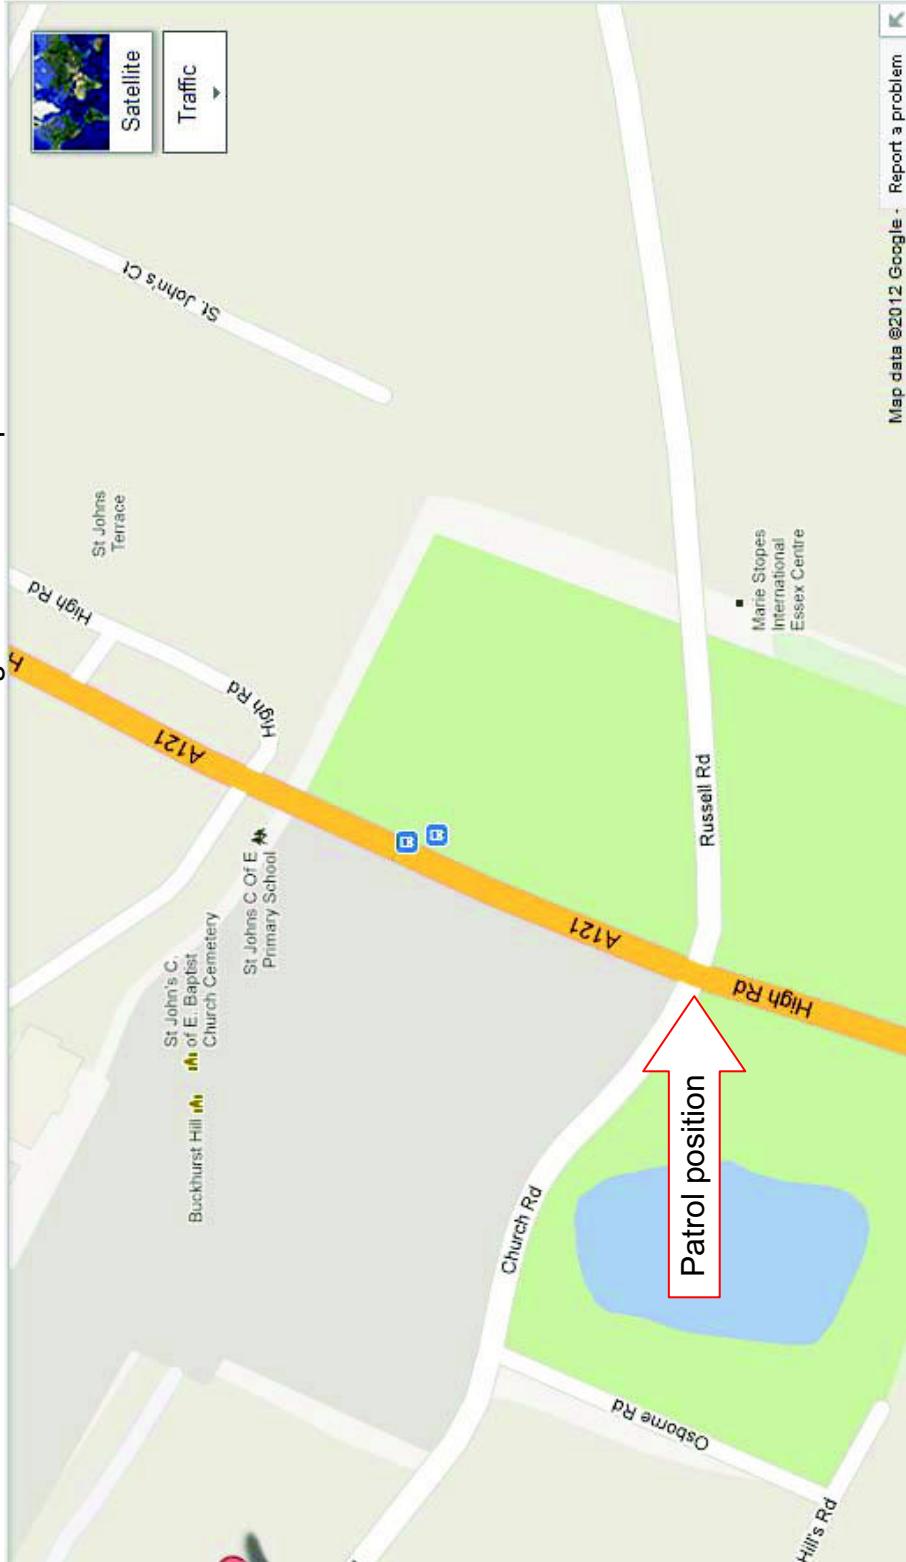 Satellite
Traffic
St. John's Ct
St Johns
Terrace
High Rd
High Rd
A121
St Johns C Of E
Primary School
St John's C.
of E. Baptist
Church Cemetery
Buckhurst Hill
A121
High Rd
Russell Rd
Marie Stopes
International
Essex Centre
Church Rd
Patrol position
Osborne Rd
Hill's Rd
Map data ©2012 Google -
Report a problem